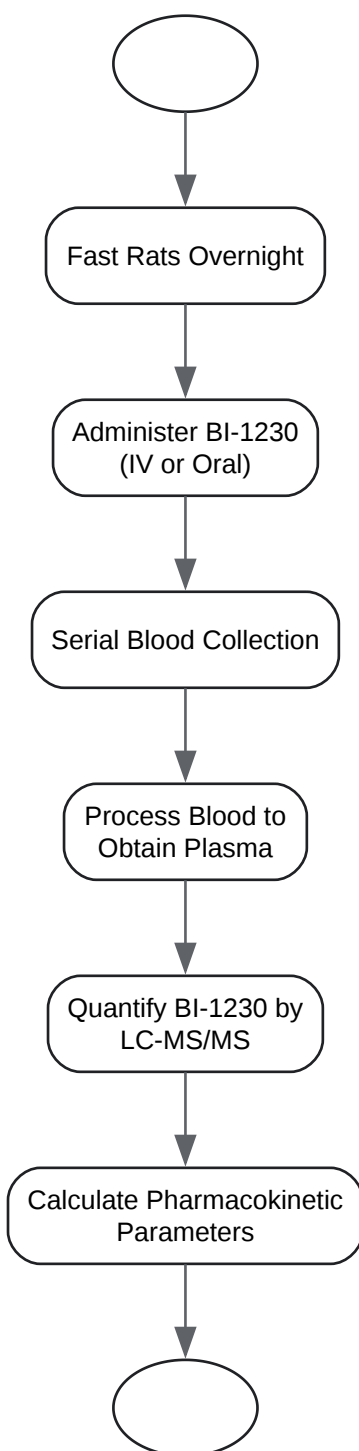 Fast Rats Overnight
Administer BI-1230
(IV or Oral)
Serial Blood Collection
Process Blood to
Obtain Plasma
Quantify BI-1230 by
LC-MS/MS
Calculate Pharmacokinetic
Parameters